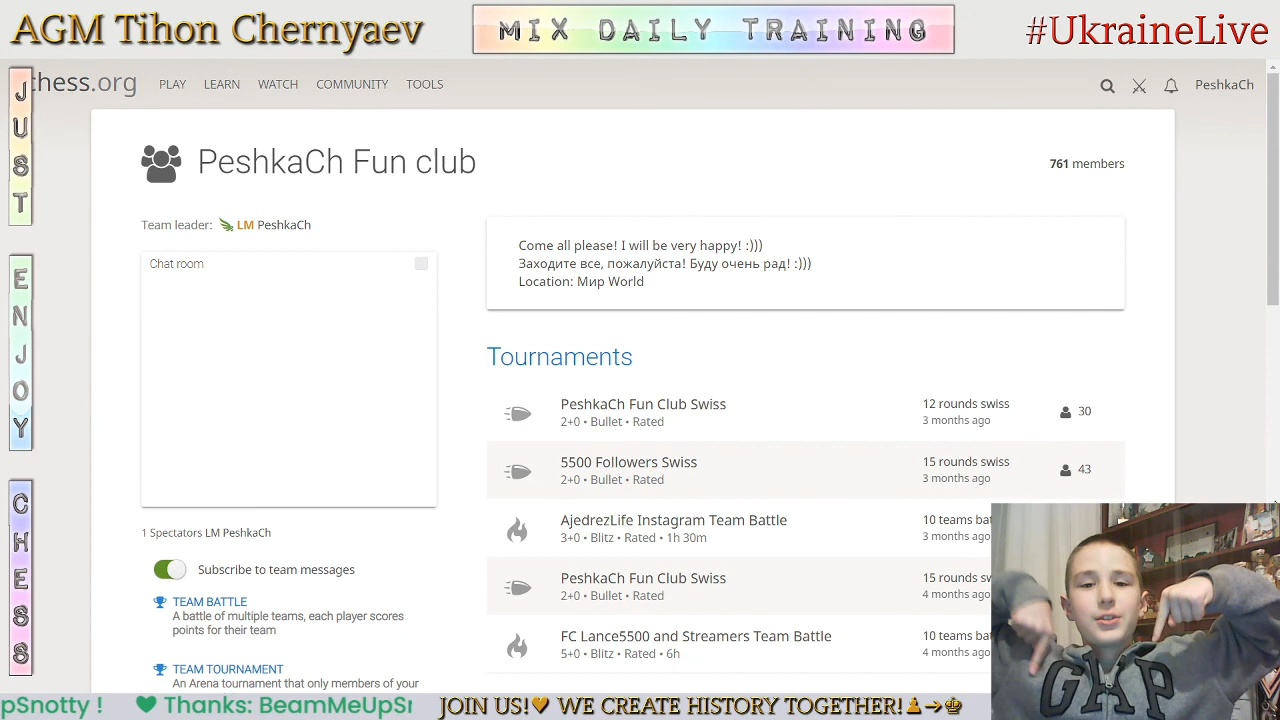 AGM Tihon Chernyaev
MIX DAILY TRAINING
#UkraineLive
JUST
ENJOY
CHESS
chess.org
PLAY LEARN WATCH COMMUNITY TOOLS
PeshkaCh
PeshkaCh Fun club
761 members
Team leader: LM PeshkaCh
Chat room
Come all please! I will be very happy! :)))
Заходите все, пожалуйста! Буду очень рад! :)))
Location: Мир World
Tournaments
PeshkaCh Fun Club Swiss
2+0 • Bullet • Rated
12 rounds swiss
3 months ago
30
5500 Followers Swiss
2+0 • Bullet • Rated
15 rounds swiss
3 months ago
43
AjedrezLife Instagram Team Battle
3+0 • Blitz • Rated • 1h 30m
10 teams bat
3 months ago
PeshkaCh Fun Club Swiss
2+0 • Bullet • Rated
15 rounds sw
4 months ago
FC Lance5500 and Streamers Team Battle
5+0 • Blitz • Rated • 6h
10 teams bat
4 months ago
1 Spectators LM PeshkaCh
Subscribe to team messages
TEAM BATTLE
A battle of multiple teams, each player scores
points for their team
TEAM TOURNAMENT
An Arena tournament that only members of your
GAP
pSnotty ! Thanks: BeamMeUpSn
JOIN US!🧡 WE CREATE HISTORY TOGETHER!♟→♚